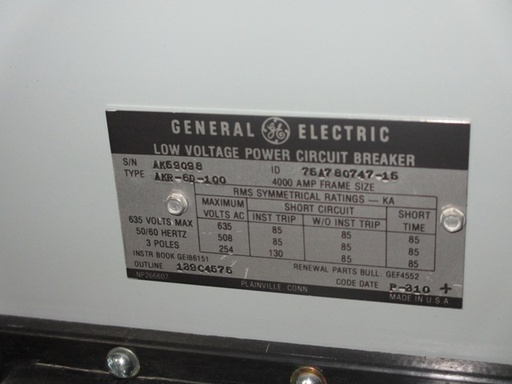 GENERAL GE ELECTRIC
LOW VOLTAGE POWER CIRCUIT BREAKER
S/N AK59098 ID 75A780747-15
TYPE AKR-6D-100 4000 AMP FRAME SIZE
RMS SYMMETRICAL RATINGS — KA
MAXIMUM VOLTS AC SHORT CIRCUIT SHORT TIME
INST TRIP W/O INST TRIP
635 VOLTS MAX 635 85 85 85
50/60 HERTZ 508 85 85 85
3 POLES 254 130 85 85
INSTR BOOK GEI86151 RENEWAL PARTS BULL. GEF4552
OUTLINE 139C4575 CODE DATE P-310 +
NP266607 PLAINVILLE, CONN MADE IN U.S.A